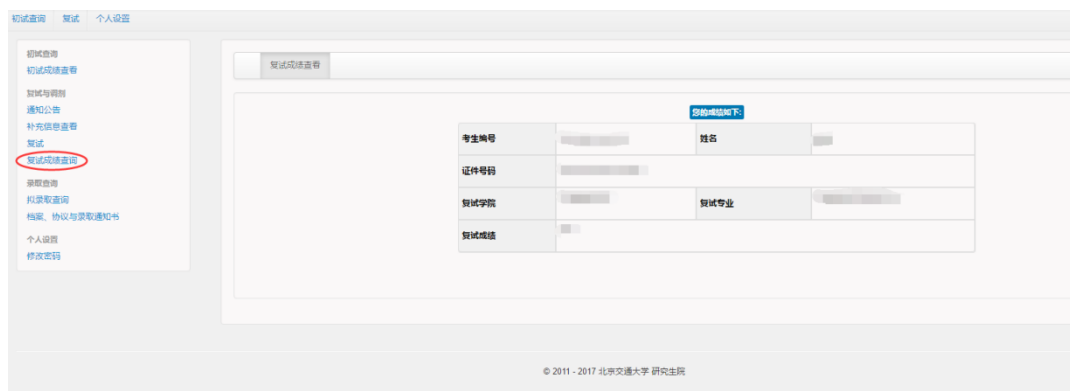 初试查询 复试 个人设置
初试查询
初试成绩查看
复试与调剂
通知公告
补充信息查看
复试
复试成绩查询
录取查询
拟录取查询
档案、协议与录取通知书
个人设置
修改密码
复试成绩查看
您的成绩如下:
考生编号 姓名
证件号码
复试学院 复试专业
复试成绩
© 2011 - 2017 北京交通大学 研究生院